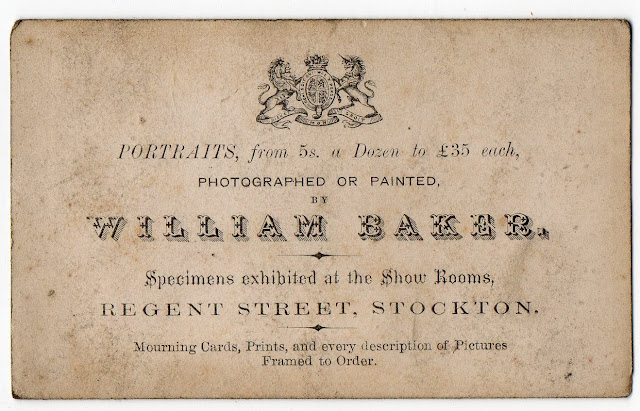 PORTRAITS, from 5s. a Dozen to £35 each,
PHOTOGRAPHED OR PAINTED,
BY
WILLIAM BAKER.
Specimens exhibited at the Show Rooms,
REGENT STREET, STOCKTON.
Mourning Cards, Prints, and every description of Pictures
Framed to Order.